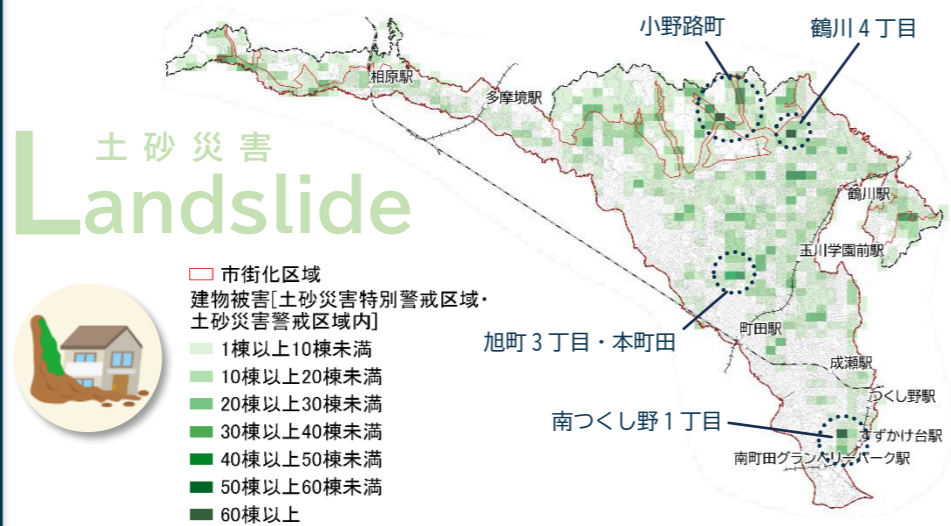 小野路町
鶴川4丁目
相原駅
多摩境駅
土砂災害
Landslide
鶴川駅
玉川学園前駅
市街化区域
建物被害[土砂災害特別警戒区域・
土砂災害警戒区域内]
1棟以上10棟未満
10棟以上20棟未満
20棟以上30棟未満
30棟以上40棟未満
40棟以上50棟未満
50棟以上60棟未満
60棟以上
旭町3丁目・本町田
町田駅
成瀬駅
つくし野駅
南つくし野1丁目
すずかけ台駅
南町田グランベリーパーク駅